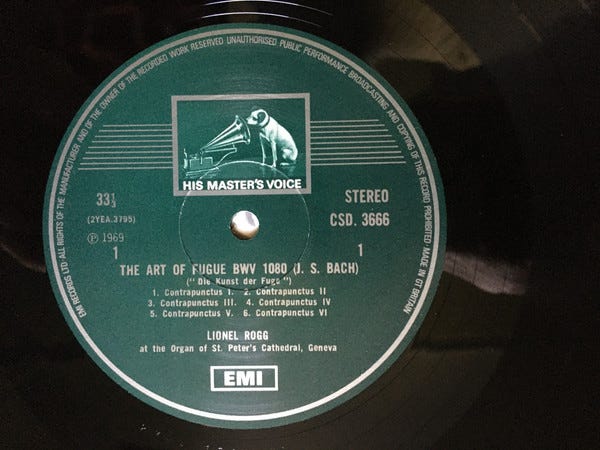 EMI RECORDS LTD·ALL RIGHTS OF THE MANUFACTURER AND OF THE OWNER OF THE RECORDED WORK RESERVED UNAUTHORISED PUBLIC PERFORMANCE BROADCASTING AND COPYING OF THIS RECORD PROHIBITED·MADE IN GT BRITAIN
HIS MASTER'S VOICE
33⅓ STEREO
(2YEA.3795) CSD. 3666
Ⓟ 1969
1 1
THE ART OF FUGUE BWV 1080 (J. S. BACH)
("Die Kunst der Fuge")
1. Contrapunctus I. 2. Contrapunctus II
3. Contrapunctus III. 4. Contrapunctus IV
5. Contrapunctus V. 6. Contrapunctus VI
LIONEL ROGG
at the Organ of St. Peter's Cathedral, Geneva
EMI